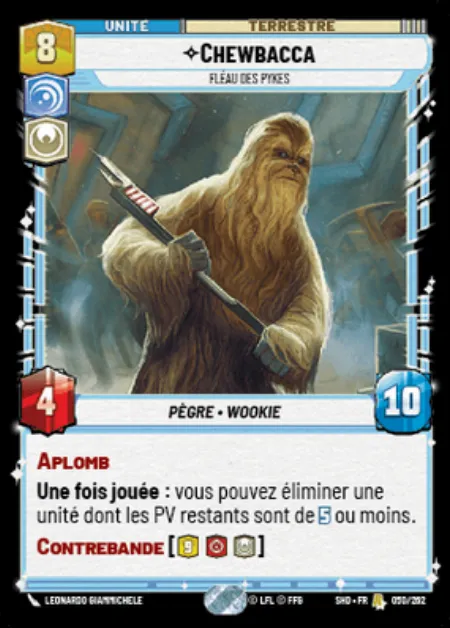 UNITÉ
TERRESTRE
8
CHEWBACCA
FLÉAU DES PYKES
4
PÈGRE • WOOKIE
10
APLOMB
Une fois jouée : vous pouvez éliminer une
unité dont les PV restants sont de 5 ou moins.
CONTREBANDE [9]
LEONARDO GIAMMICHELE
© LFL © FFG
SHD • FR
050/262